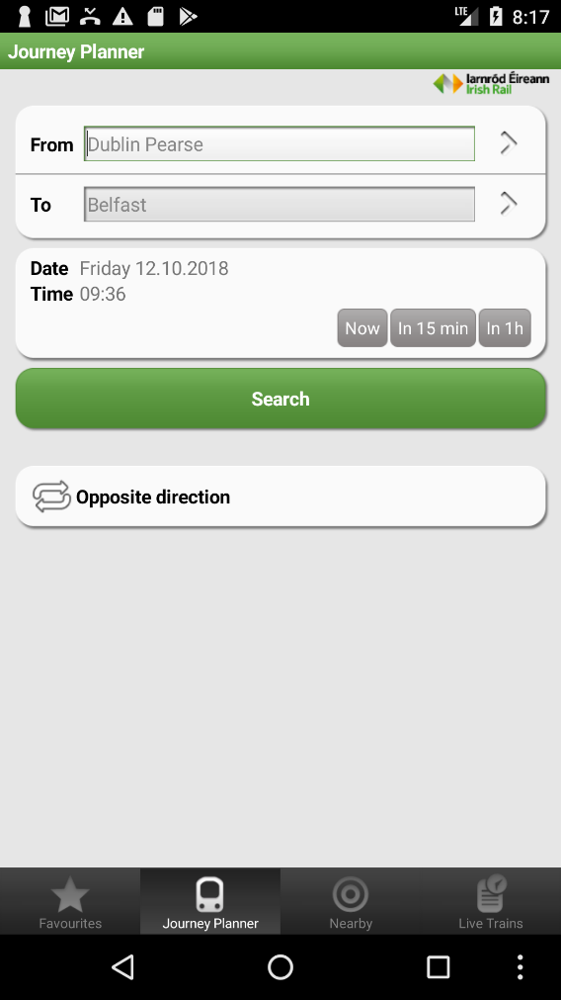 LTE 8:17
Journey Planner
Iarnród Éireann
Irish Rail
From Dublin Pearse
To Belfast
Date Friday 12.10.2018
Time 09:36
Now In 15 min In 1h
Search
Opposite direction
Favourites Journey Planner Nearby Live Trains